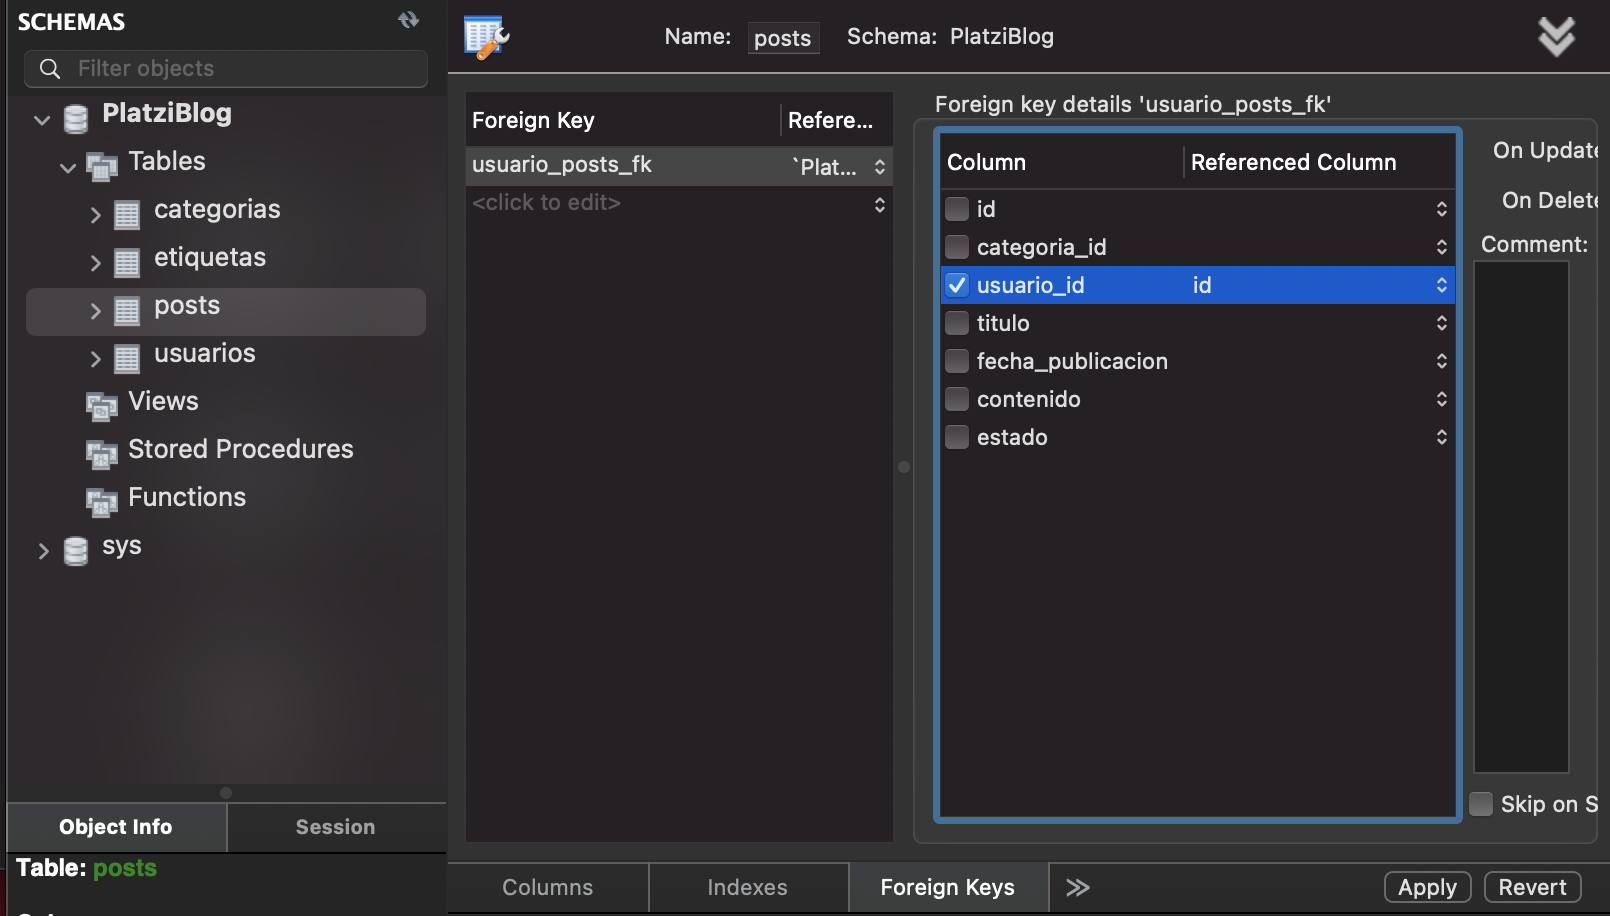 SCHEMAS
Filter objects
PlatziBlog
Tables
categorias
etiquetas
posts
usuarios
Views
Stored Procedures
Functions
sys
Object Info
Session
Table: posts
Name: posts Schema: PlatziBlog
Foreign Key Refere...
usuario_posts_fk `Plat...
<click to edit>
Foreign key details 'usuario_posts_fk'
Column Referenced Column
id
categoria_id
usuario_id id
titulo
fecha_publicacion
contenido
estado
On Update
On Delete
Comment:
Skip on S
Columns Indexes Foreign Keys
Apply Revert